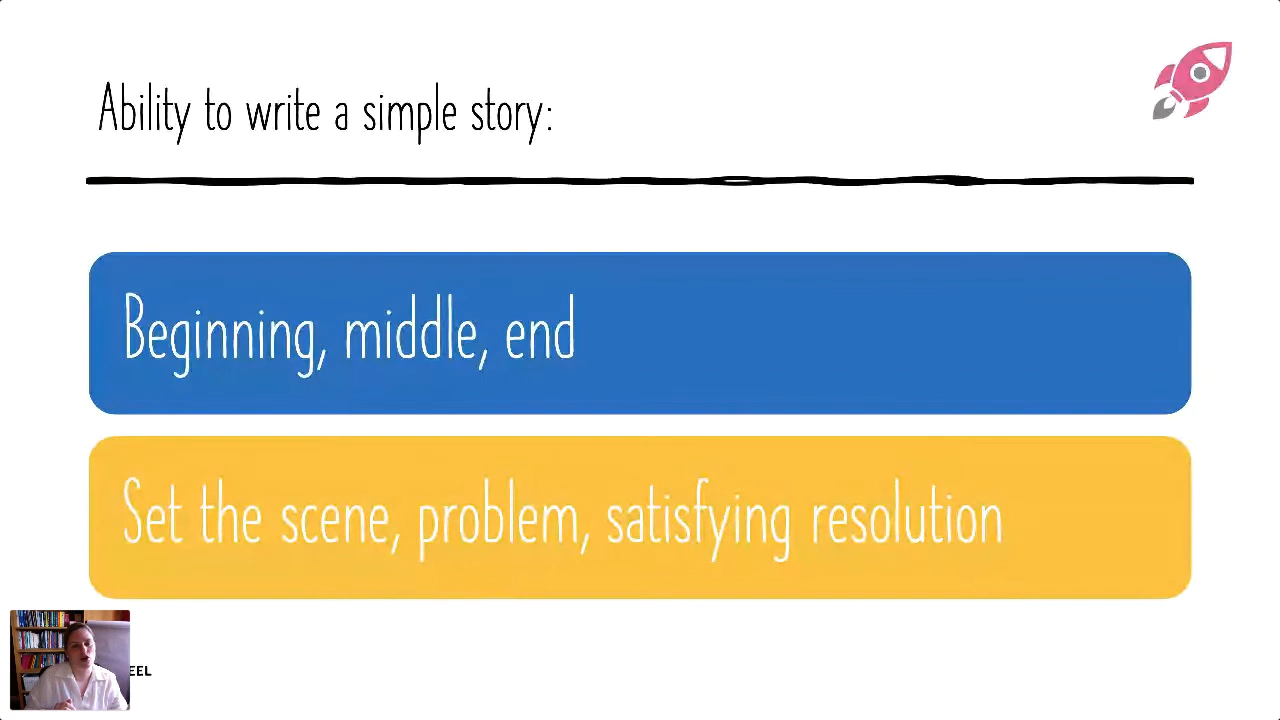 Ability to write a simple story:
Beginning, middle, end
Set the scene, problem, satisfying resolution